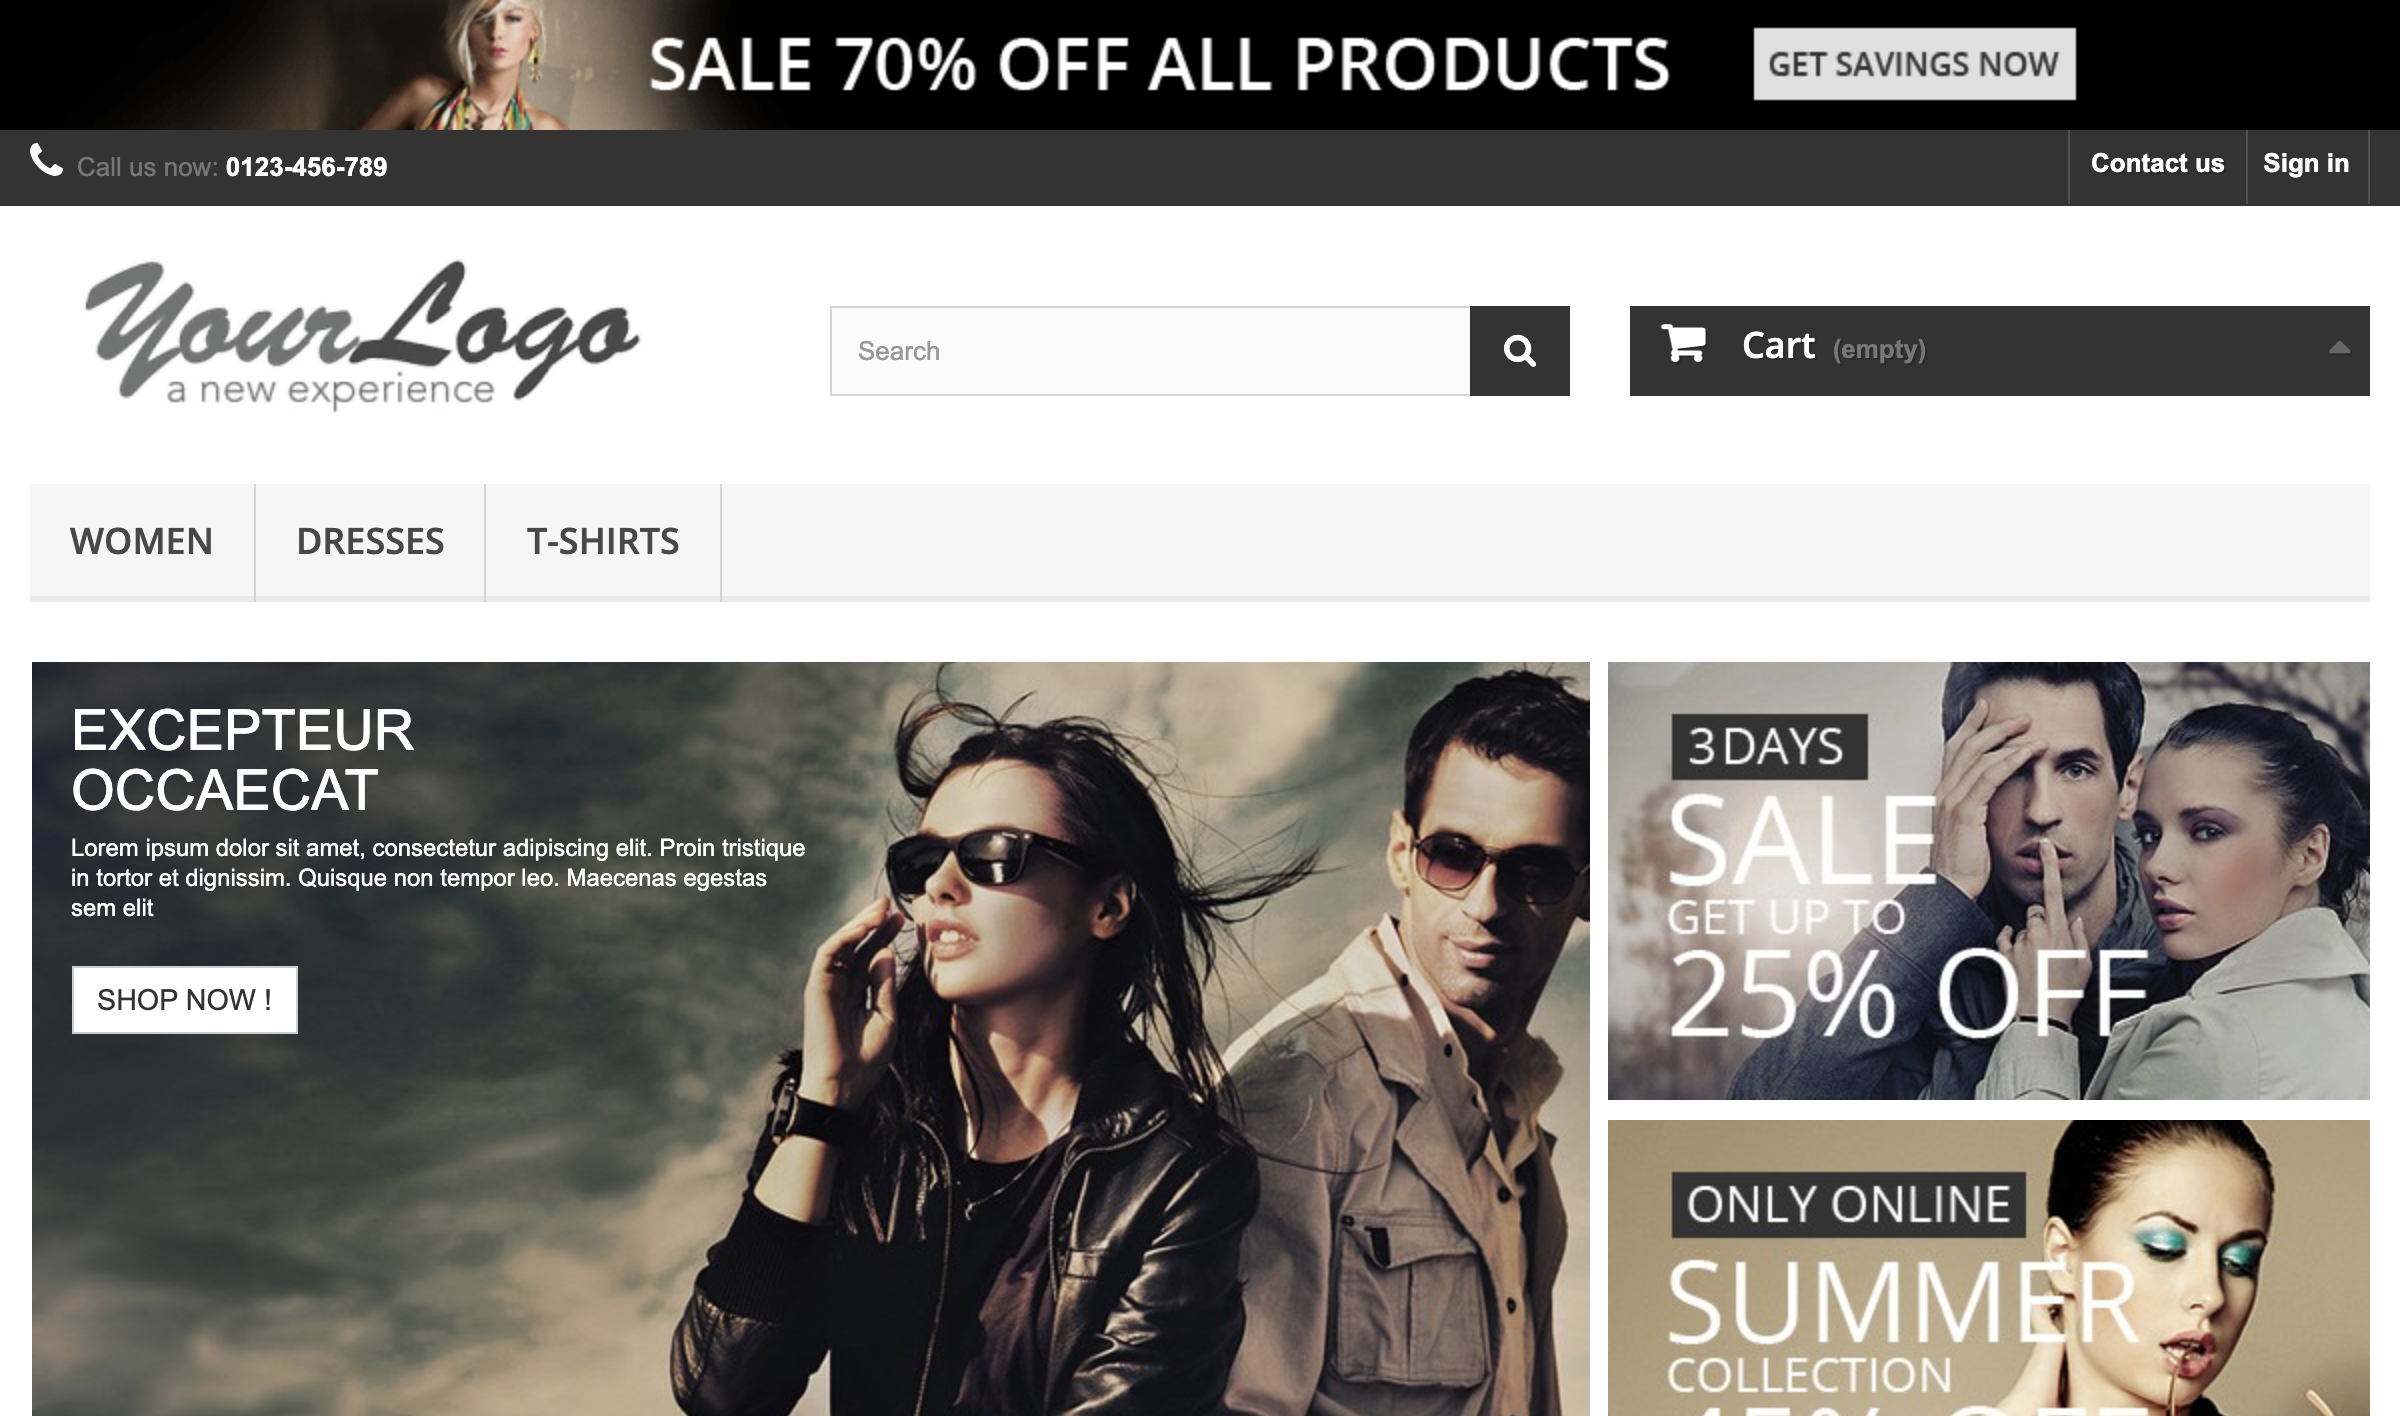 SALE 70% OFF ALL PRODUCTS
GET SAVINGS NOW
Call us now: 0123-456-789
Contact us
Sign in
YourLogo
a new experience
Search
Cart (empty)
WOMEN
DRESSES
T-SHIRTS
EXCEPTEUR
OCCAECAT
Lorem ipsum dolor sit amet, consectetur adipiscing elit. Proin tristique
in tortor et dignissim. Quisque non tempor leo. Maecenas egestas
sem elit
SHOP NOW !
3 DAYS
SALE
GET UP TO
25% OFF
ONLY ONLINE
SUMMER
COLLECTION